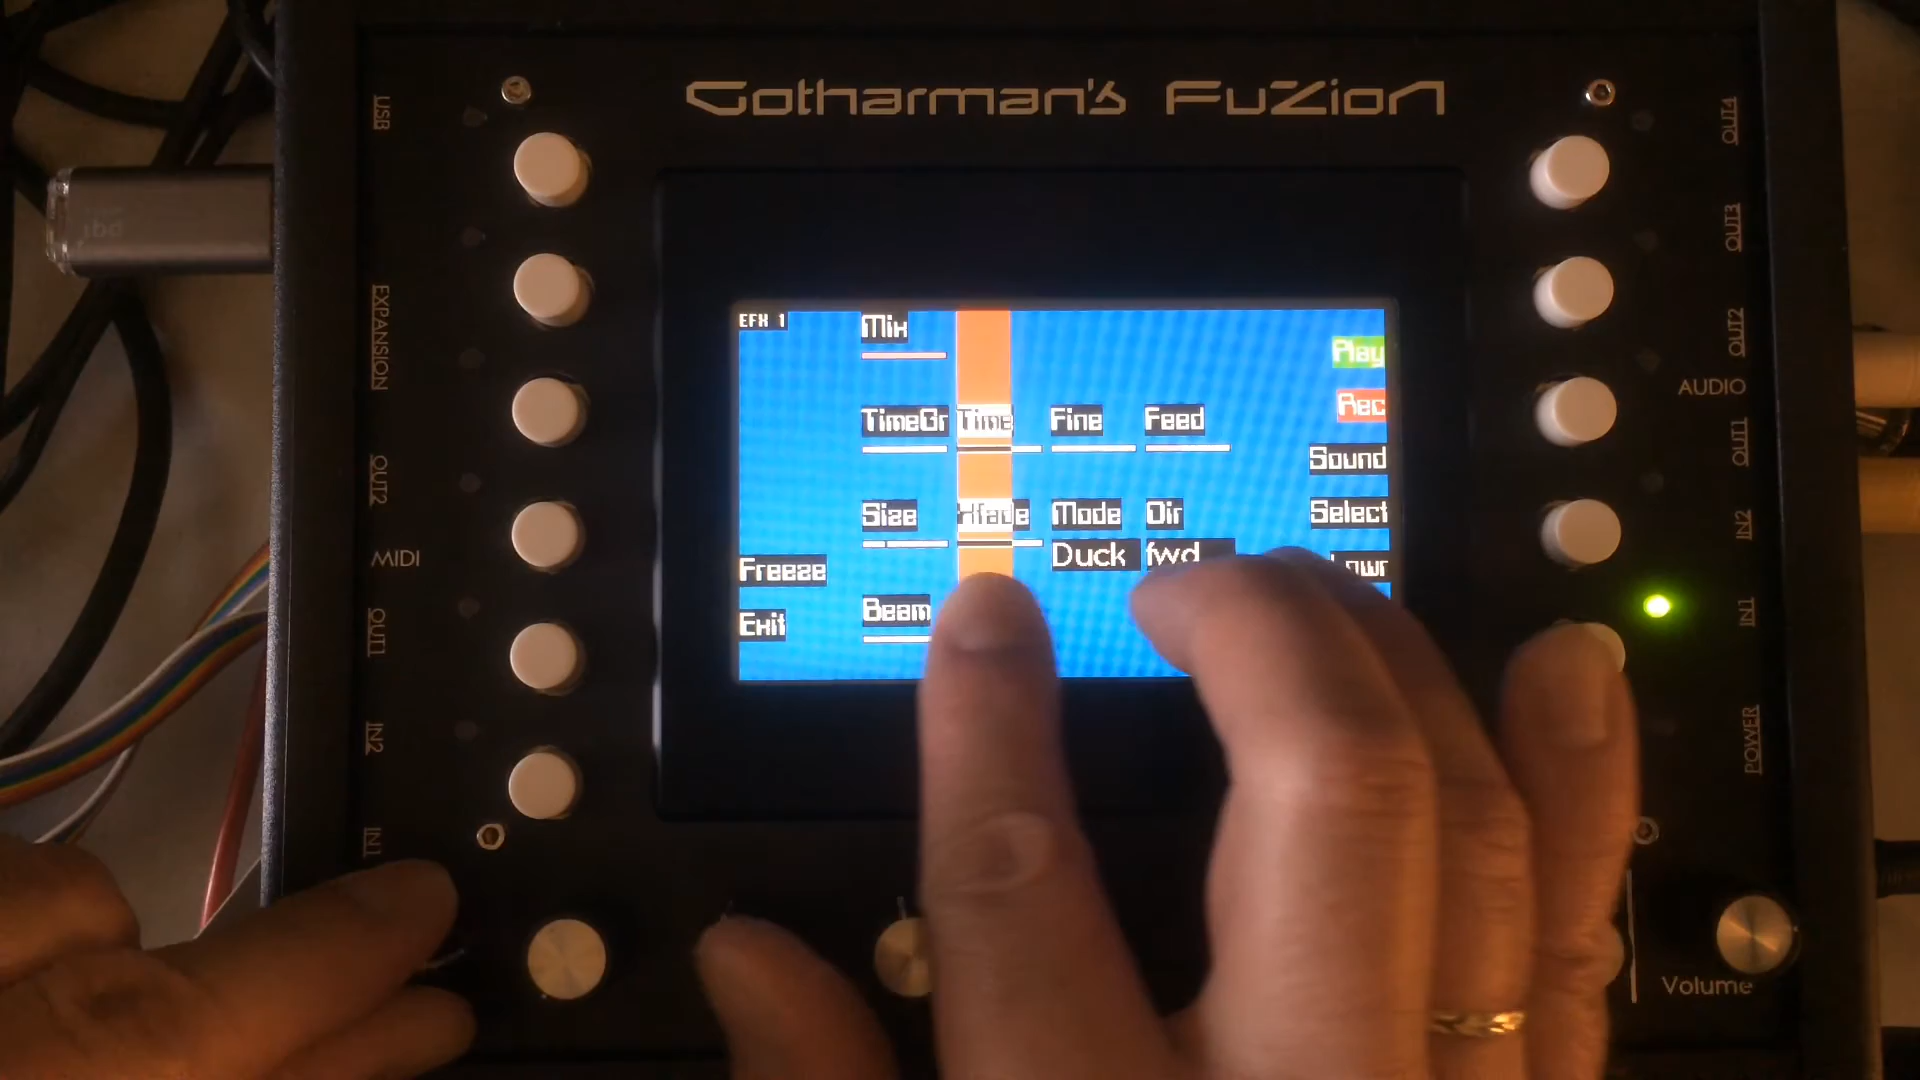 Gotharman's FuZion
USB
EXPANSION
OUT2
MIDI
OUT1
IN2
IN1
OUT4
OUT3
OUT2
AUDIO
OUT1
IN2
IN1
POWER
Volume
EFX 1
Mix
Play
Rec
TimeGr Time Fine Feed
Sound
Size Xfade Mode Dir
Select
Duck fwd
Freeze
Beam
Exit